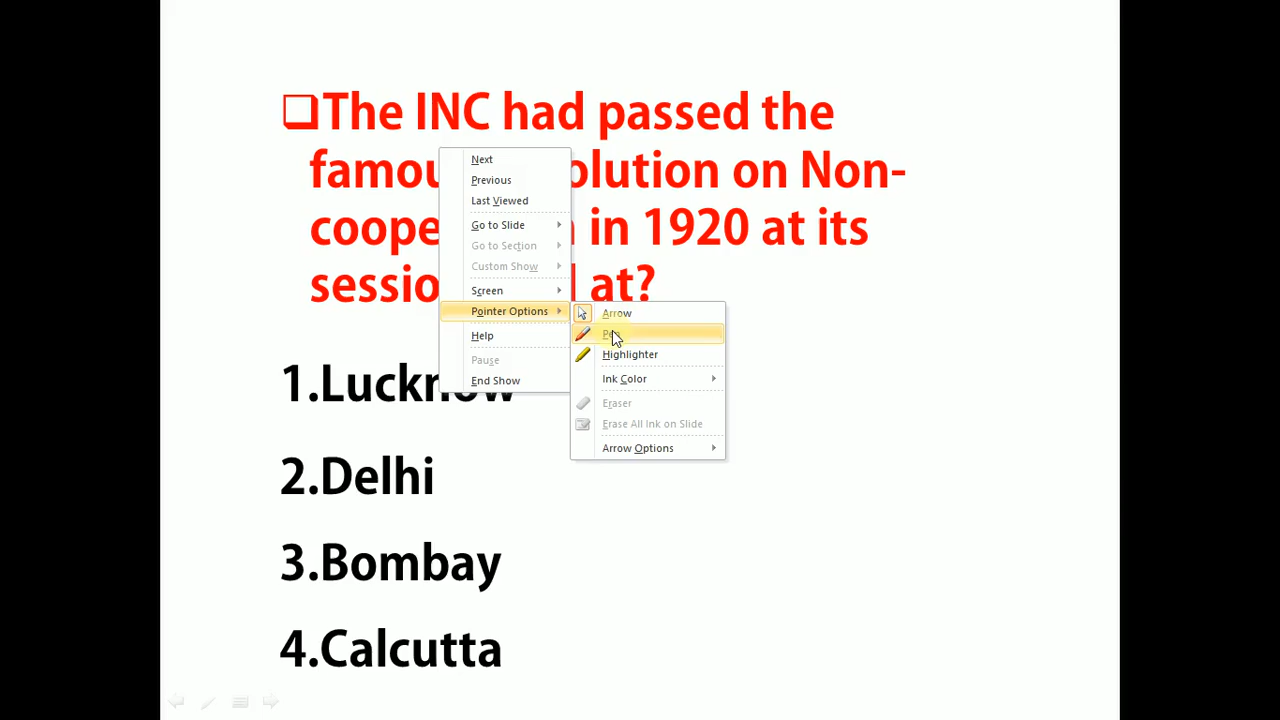 ❑The INC had passed the
famou olution on Non-
coope n in 1920 at its
sessio at?
1.Lucknow
2.Delhi
3.Bombay
4.Calcutta
Next
Previous
Last Viewed
Go to Slide
Go to Section
Custom Show
Screen
Pointer Options
Help
Pause
End Show
Arrow
Pen
Highlighter
Ink Color
Eraser
Erase All Ink on Slide
Arrow Options